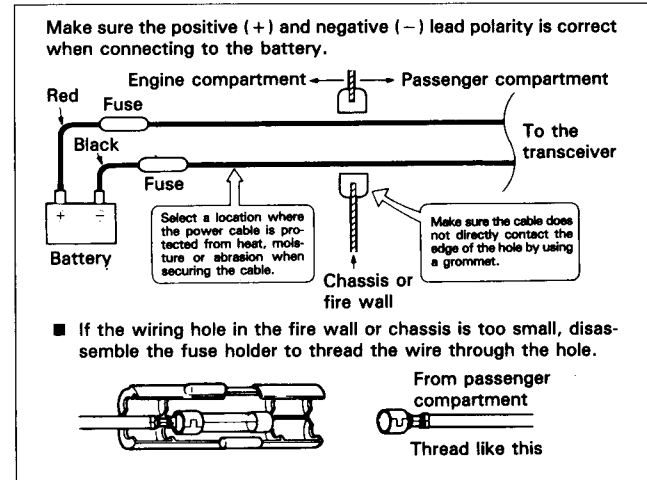 Make sure the positive (+) and negative (−) lead polarity is correct
when connecting to the battery.
Engine compartment
Passenger compartment
Red
Fuse
Black
Fuse
To the
transceiver
+
−
Battery
Select a location where
the power cable is pro-
tected from heat, mois-
ture or abrasion when
securing the cable.
Make sure the cable does
not directly contact the
edge of the hole by using
a grommet.
Chassis or
fire wall
■ If the wiring hole in the fire wall or chassis is too small, disas-
semble the fuse holder to thread the wire through the hole.
From passenger
compartment
Thread like this